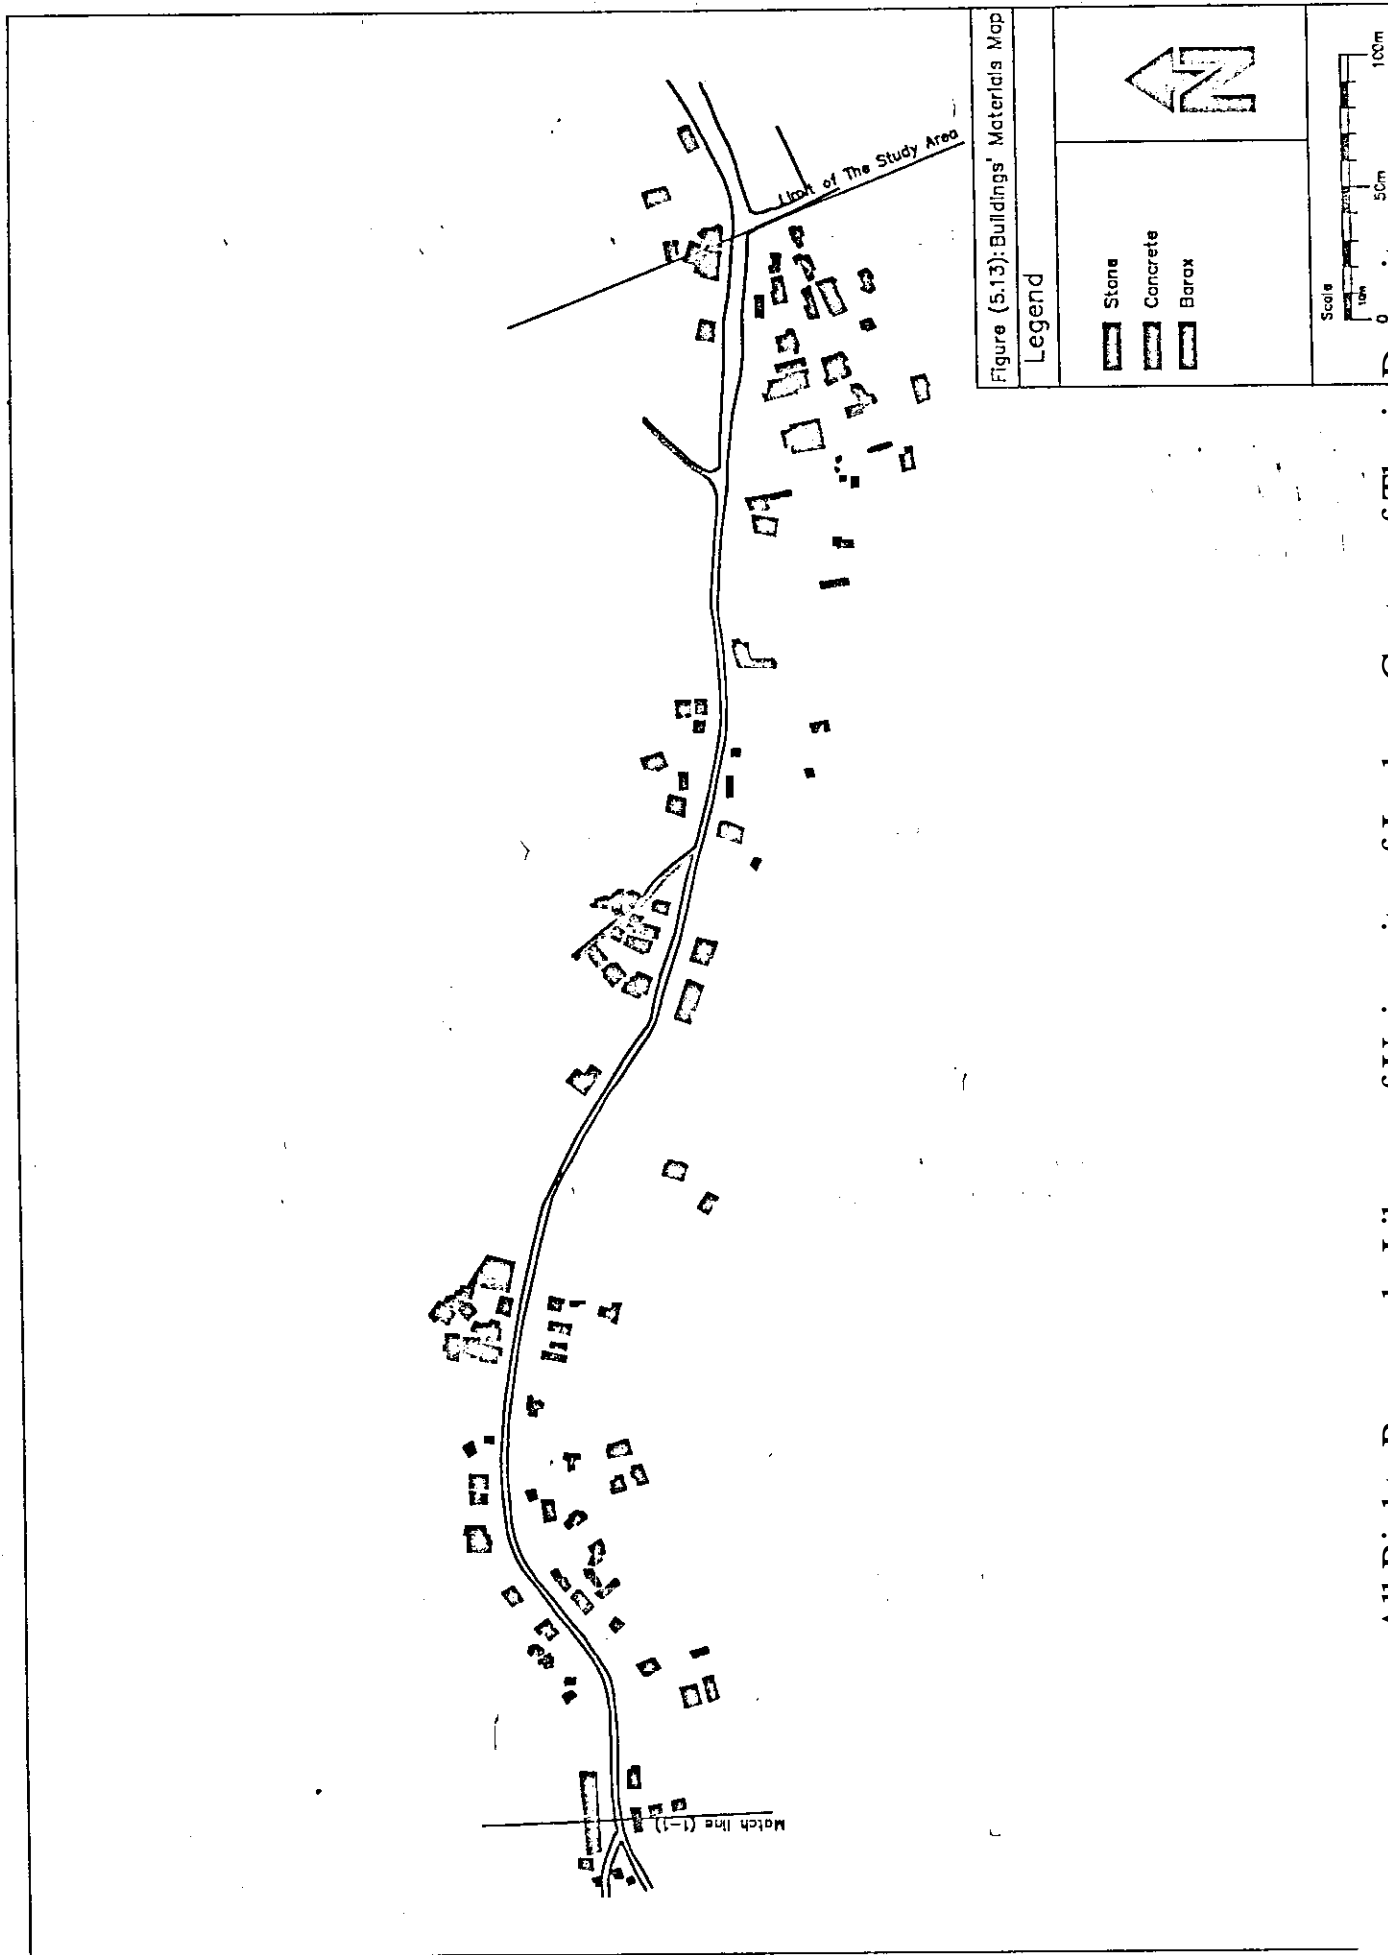 Limit of The Study Area
Match line (1-1)
Figure (5.13): Buildings' Materials Map
Legend
Stone
Concrete
Barax
N
Scale
10m
0 50m 100m